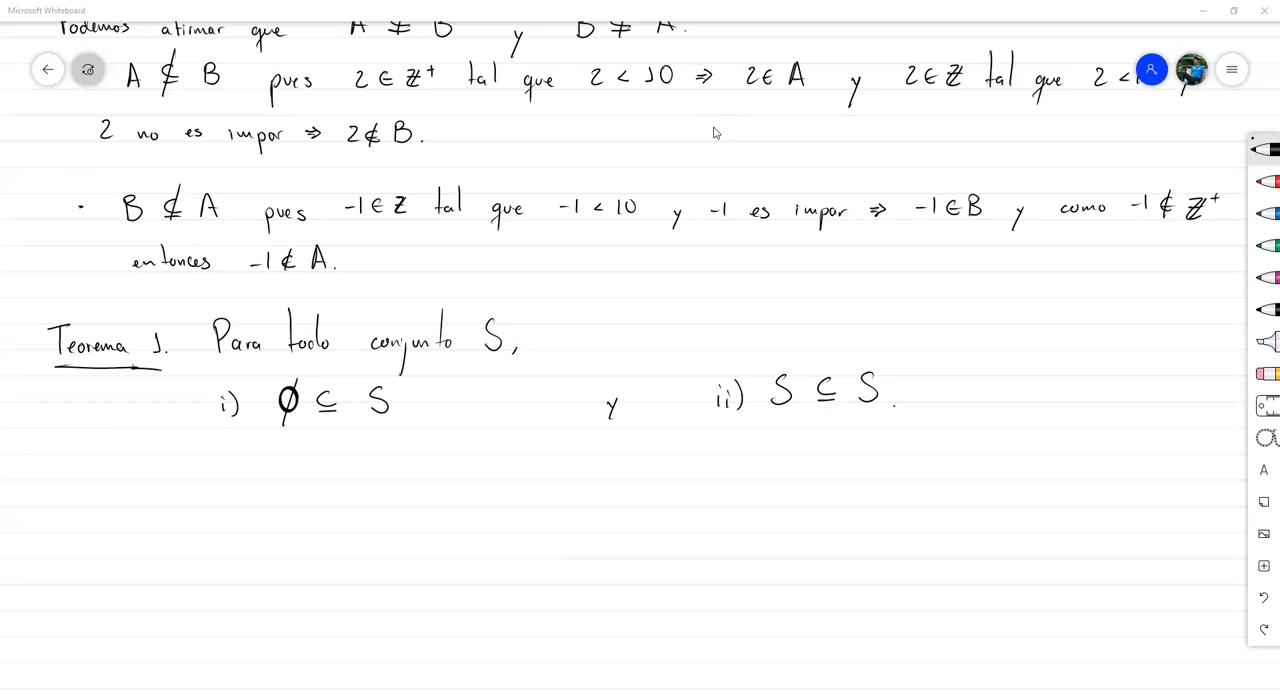 Microsoft Whiteboard
Podemos afirmar que A ⊄ B y B ⊄ A.
A ⊄ B pues 2 ∈ ℤ⁺ tal que 2 < 10 ⇒ 2 ∈ A y 2 ∈ ℤ tal que 2 < 1 y
2 no es impar ⇒ 2 ∉ B.
· B ⊄ A pues -1 ∈ ℤ tal que -1 < 10 y -1 es impar ⇒ -1 ∈ B y como -1 ∉ ℤ⁺
entonces -1 ∉ A.
Teorema 1. Para todo conjunto S,
i) ∅ ⊆ S y ii) S ⊆ S.
A